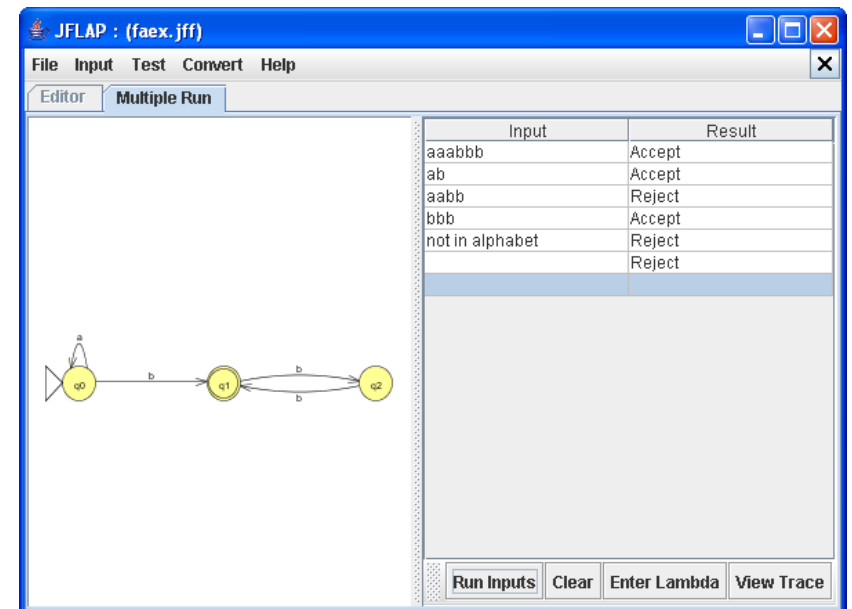 JFLAP : (faex.jff)
File Input Test Convert Help
Editor Multiple Run
Input Result
aaabbb Accept
ab Accept
aabb Reject
bbb Accept
not in alphabet Reject
Reject
a
b
b
q0
q1
q2
b
Run Inputs Clear Enter Lambda View Trace